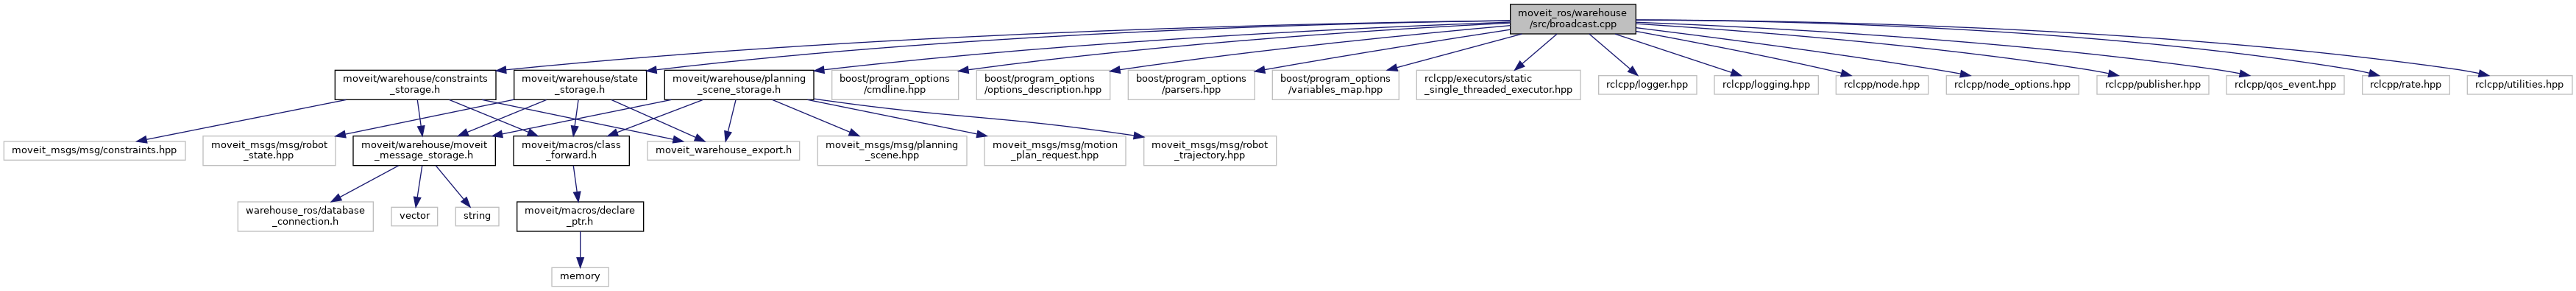 moveit_ros/warehouse
/src/broadcast.cpp
moveit/warehouse/constraints
_storage.h
moveit/warehouse/state
_storage.h
moveit/warehouse/planning
_scene_storage.h
boost/program_options
/cmdline.hpp
boost/program_options
/options_description.hpp
boost/program_options
/parsers.hpp
boost/program_options
/variables_map.hpp
rclcpp/executors/static
_single_threaded_executor.hpp
rclcpp/logger.hpp
rclcpp/logging.hpp
rclcpp/node.hpp
rclcpp/node_options.hpp
rclcpp/publisher.hpp
rclcpp/qos_event.hpp
rclcpp/rate.hpp
rclcpp/utilities.hpp
moveit_msgs/msg/constraints.hpp
moveit_msgs/msg/robot
_state.hpp
moveit/warehouse/moveit
_message_storage.h
moveit/macros/class
_forward.h
moveit_warehouse_export.h
moveit_msgs/msg/planning
_scene.hpp
moveit_msgs/msg/motion
_plan_request.hpp
moveit_msgs/msg/robot
_trajectory.hpp
warehouse_ros/database
_connection.h
vector
string
moveit/macros/declare
_ptr.h
memory